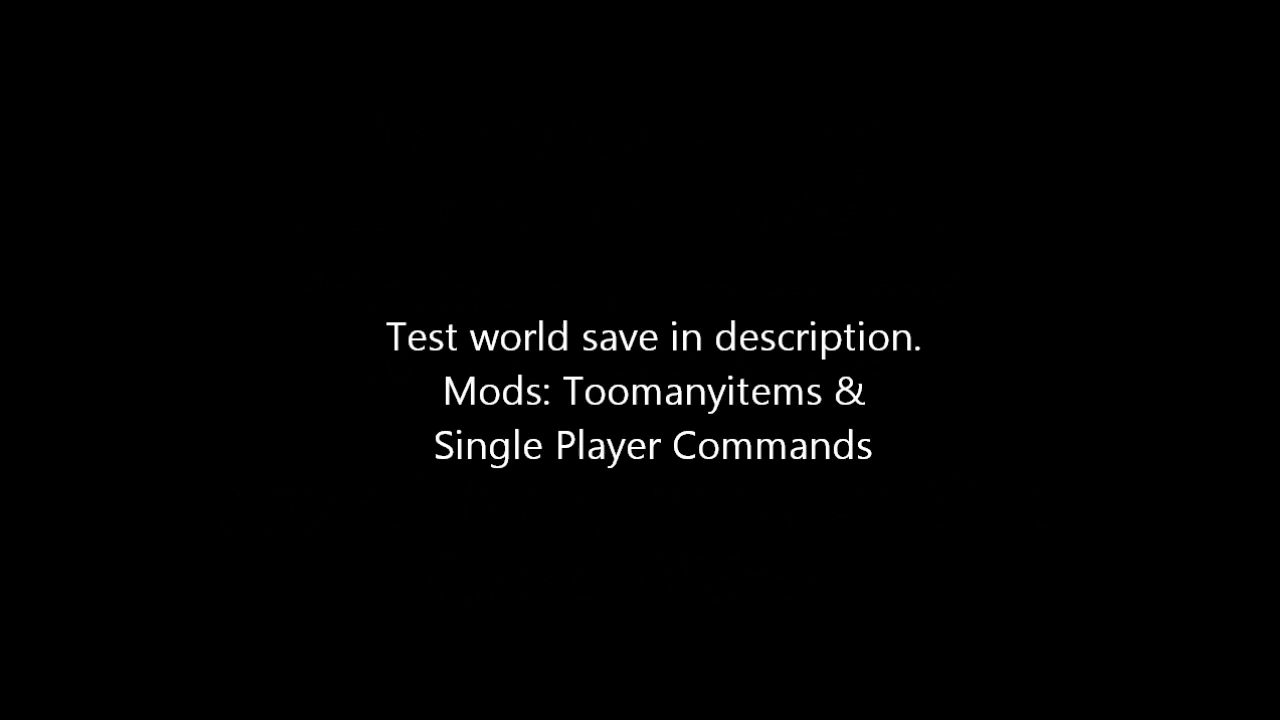 Test world save in description.
Mods: Toomanyitems &
Single Player Commands